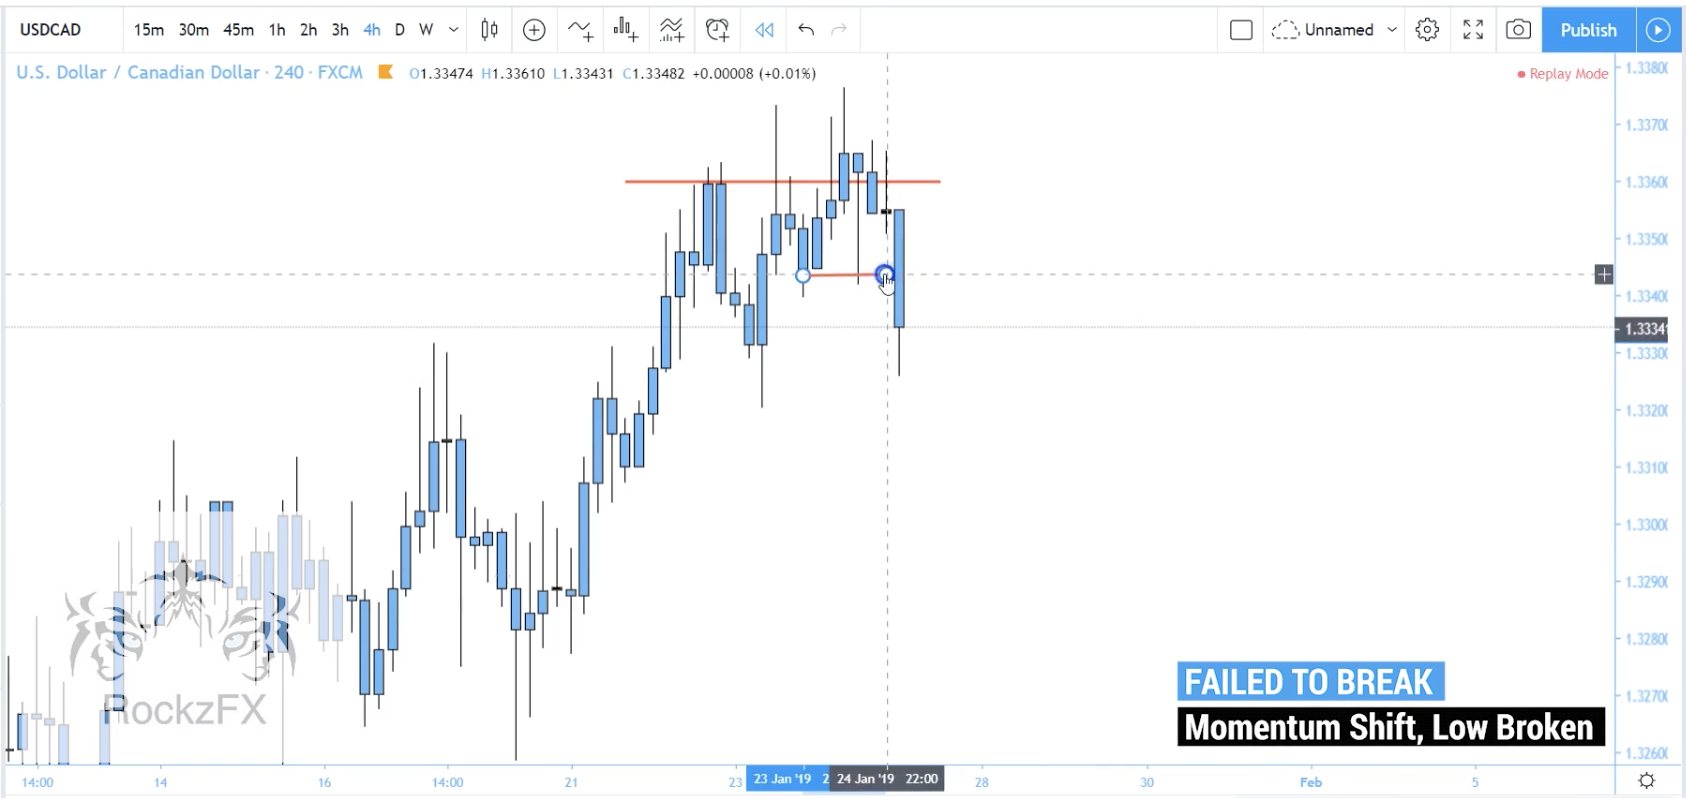 USDCAD 15m 30m 45m 1h 2h 3h 4h D W Unnamed Publish
U.S. Dollar / Canadian Dollar · 240 · FXCM O1.33474 H1.33610 L1.33431 C1.33482 +0.00008 (+0.01%)
Replay Mode
1.3380
1.3370
1.3360
1.3350
1.3340
1.3334
1.3330
1.3320
1.3310
1.3300
1.3290
1.3280
1.3270
1.3260
RockzFX
FAILED TO BREAK
Momentum Shift, Low Broken
14:00 14 16 14:00 21 23 23 Jan '19 2 24 Jan '19 22:00 28 30 Feb 5